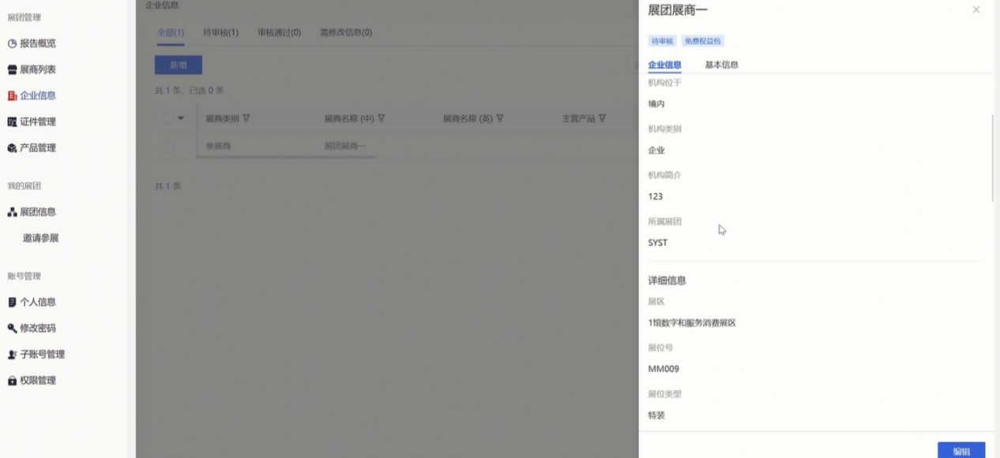 展团管理
报告概览
展商列表
企业信息
证件管理
产品管理
我的展团
展团信息
邀请参展
账号管理
个人信息
修改密码
子账号管理
权限管理
企业信息
全部(1) 待审核(1) 审核通过(0) 需修改信息(0)
新增
共 1 条，已选 0 条
展商类别 展商名称 (中) 展商名称 (英) 主营产品
参展商 展团展商一
共 1 条
展团展商一
待审核 免费权益包
企业信息 基本信息
机构位于
境内
机构类别
企业
机构简介
123
所属展团
SYST
详细信息
展区
1馆数字和服务消费展区
展位号
MM009
展位类型
特装
编辑